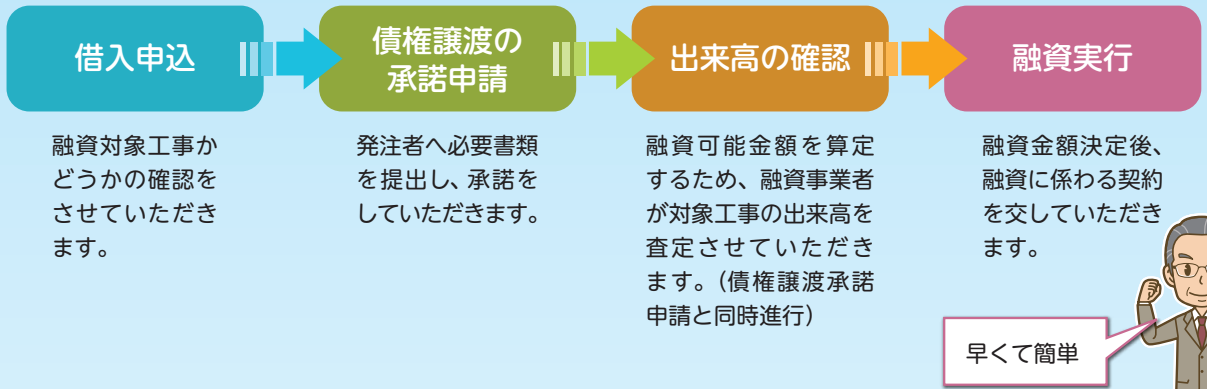 借入申込
債権譲渡の
承諾申請
出来高の確認
融資実行
融資対象工事か
どうかの確認を
させていただき
ます。
発注者へ必要書類
を提出し、承諾を
していただきます。
融資可能金額を算定
するため、融資事業者
が対象工事の出来高を
査定させていただき
ます。（債権譲渡承諾
申請と同時進行）
融資金額決定後、
融資に係わる契約
を交していただき
ます。
早くて簡単